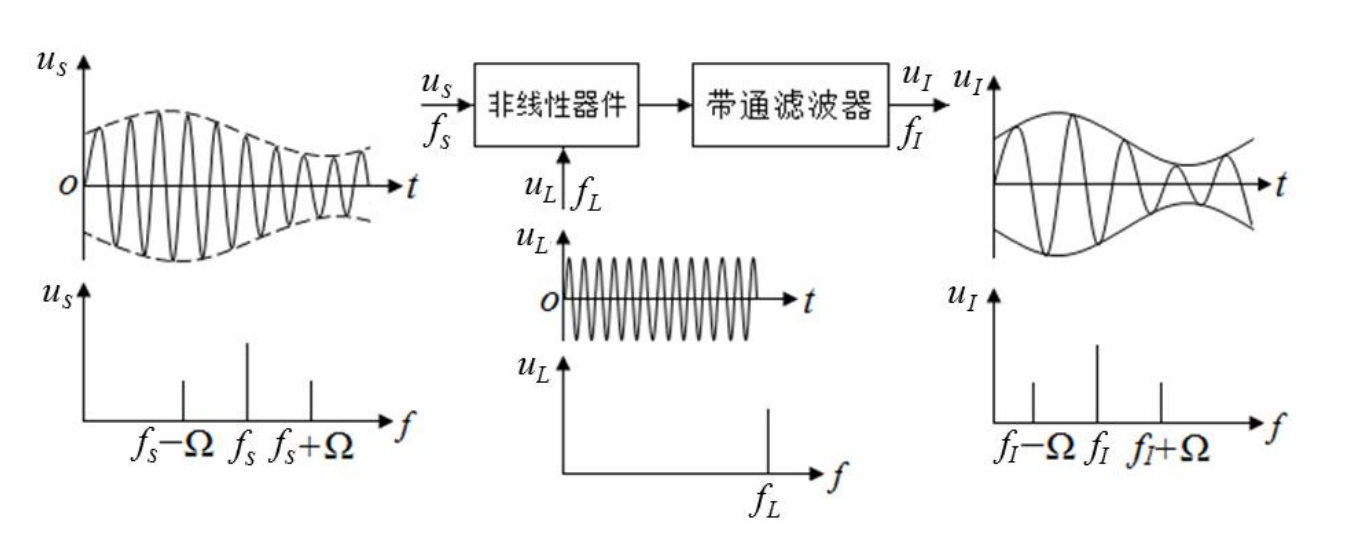 u_S
O
t
u_S
f_S
非线性器件
带通滤波器
u_I
f_I
u_L
f_L
u_I
t
u_L
O
t
u_S
f_S−Ω f_S f_S+Ω
f
u_L
f_L
f
u_I
f_I−Ω f_I f_I+Ω
f